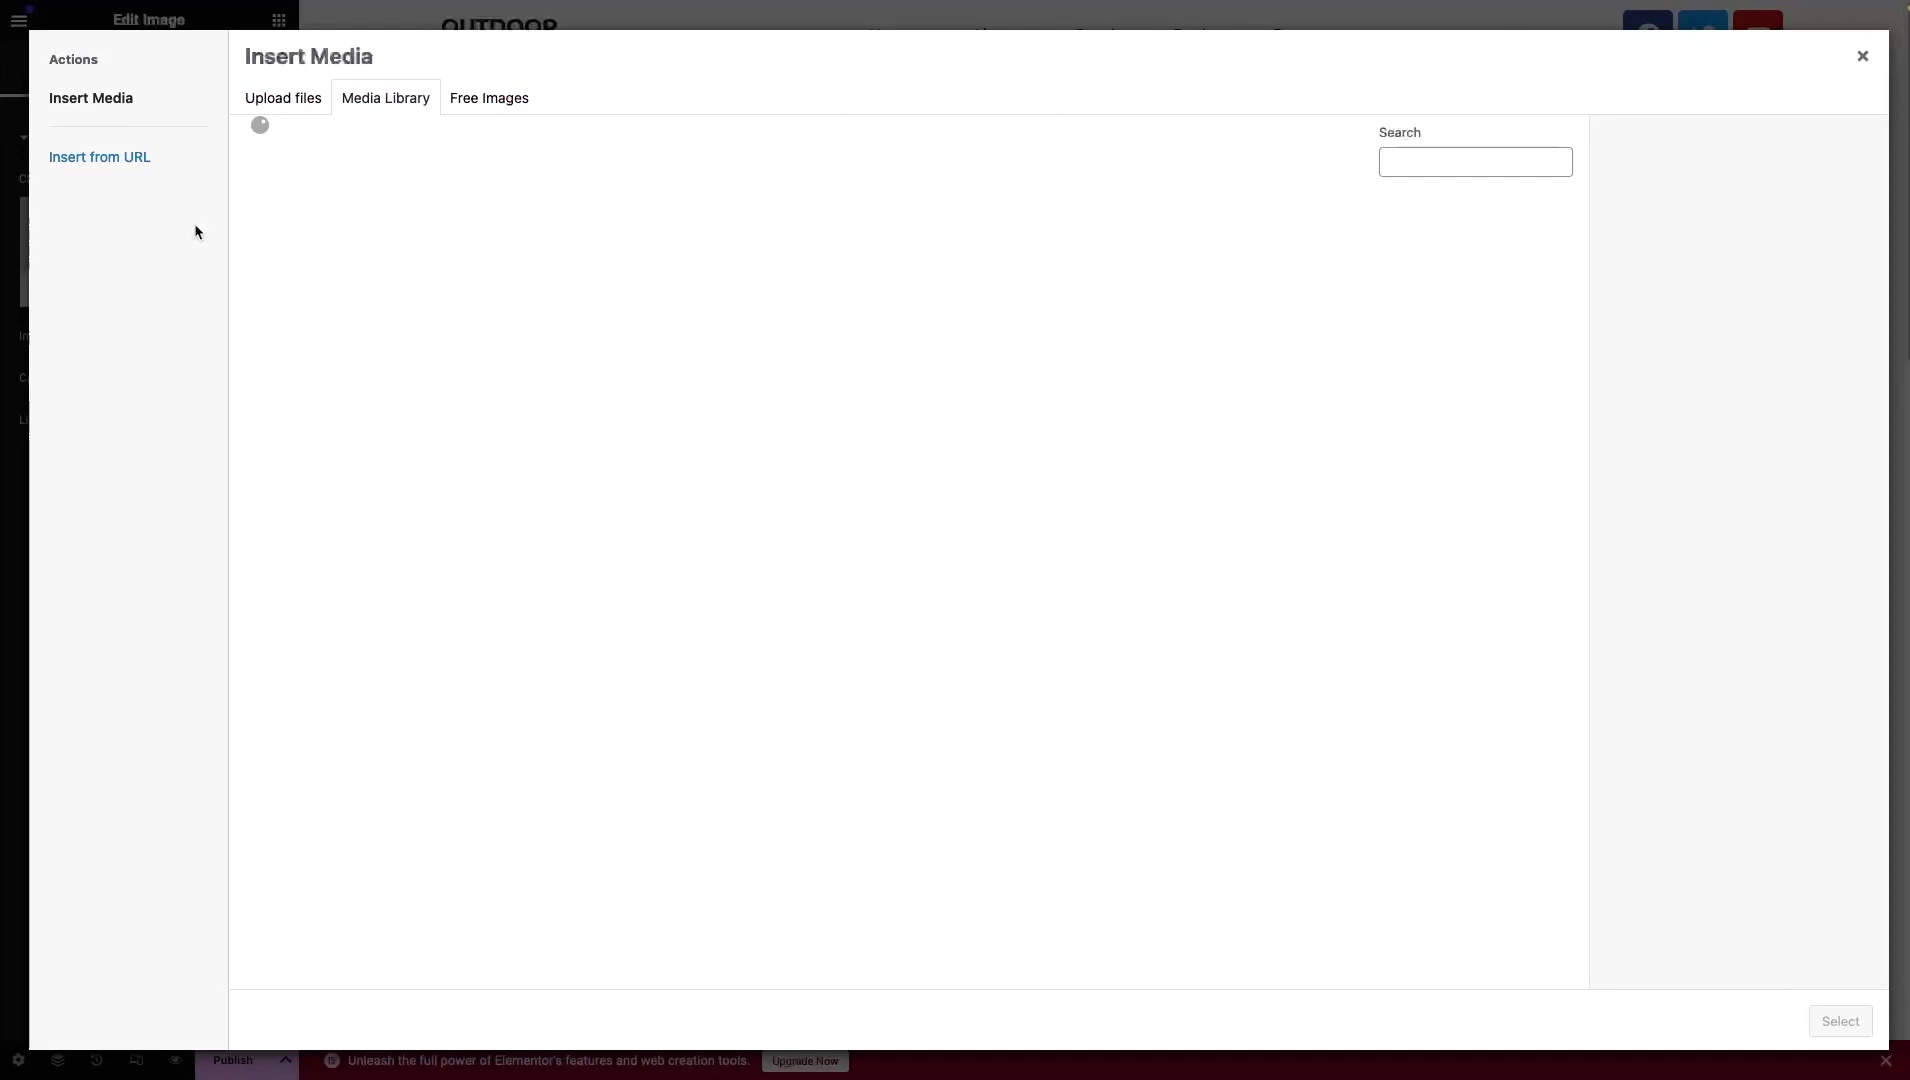 Edit Image
OUTDOOR
Actions
Insert Media
Insert from URL
Insert Media
Upload files
Media Library
Free Images
Search
Select
Publish
Unleash the full power of Elementor's features and web creation tools.
Upgrade Now